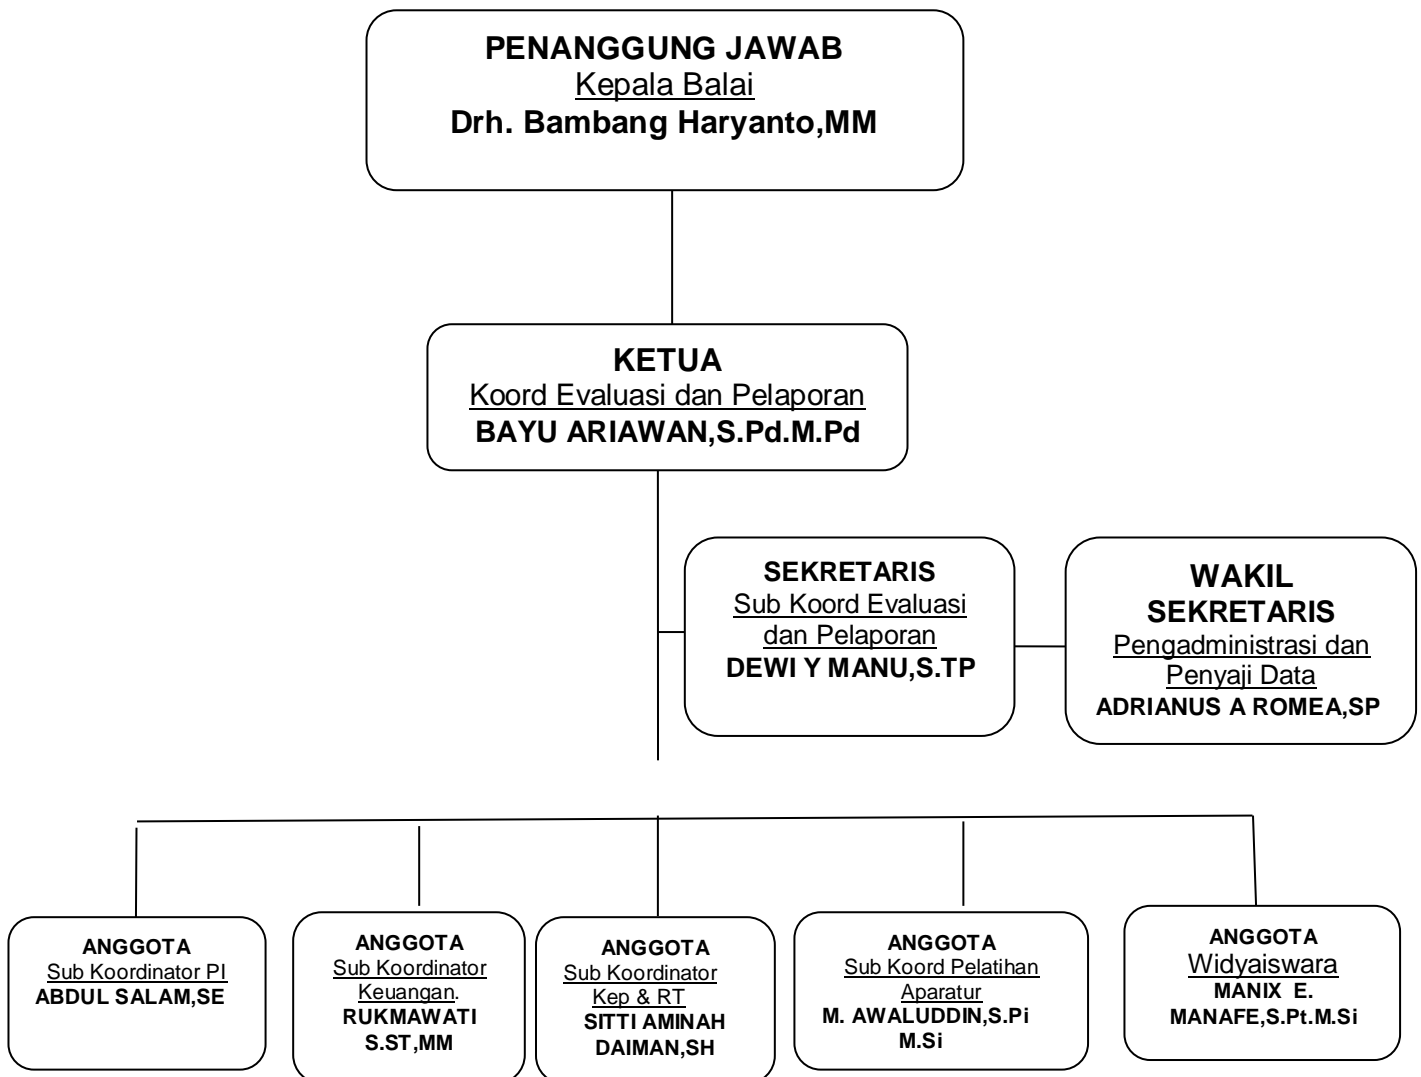 PENANGGUNG JAWAB
Kepala Balai
Drh. Bambang Haryanto,MM
KETUA
Koord Evaluasi dan Pelaporan
BAYU ARIAWAN,S.Pd.M.Pd
SEKRETARIS
Sub Koord Evaluasi
dan Pelaporan
DEWI Y MANU,S.TP
WAKIL
SEKRETARIS
Pengadministrasi dan
Penyaji Data
ADRIANUS A ROMEA,SP
ANGGOTA
Sub Koordinator PI
ABDUL SALAM,SE
ANGGOTA
Sub Koordinator
Keuangan.
RUKMAWATI
S.ST,MM
ANGGOTA
Sub Koordinator
Kep & RT
SITTI AMINAH
DAIMAN,SH
ANGGOTA
Sub Koord Pelatihan
Aparatur
M. AWALUDDIN,S.Pi
M.Si
ANGGOTA
Widyaiswara
MANIX E.
MANAFE,S.Pt.M.Si